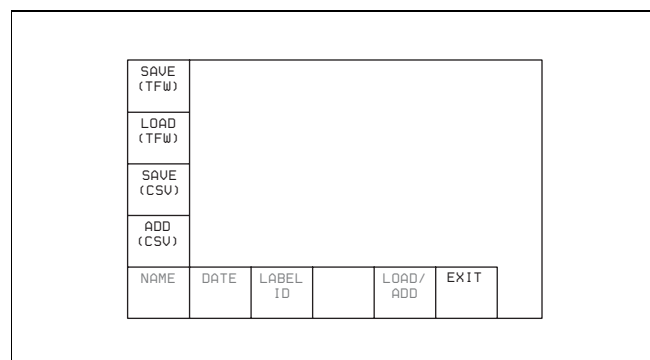 SAVE
(TFW)
LOAD
(TFW)
SAVE
(CSV)
ADD
(CSV)
NAME
DATE
LABEL
ID
LOAD/
ADD
EXIT